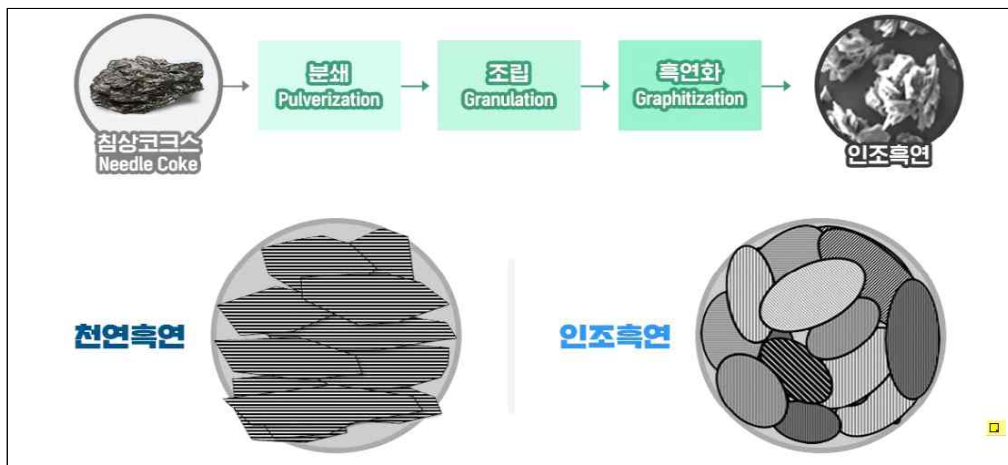 분쇄
Pulverization
조립
Granulation
흑연화
Graphitization
침상코크스
Needle Coke
인조흑연
천연흑연
인조흑연